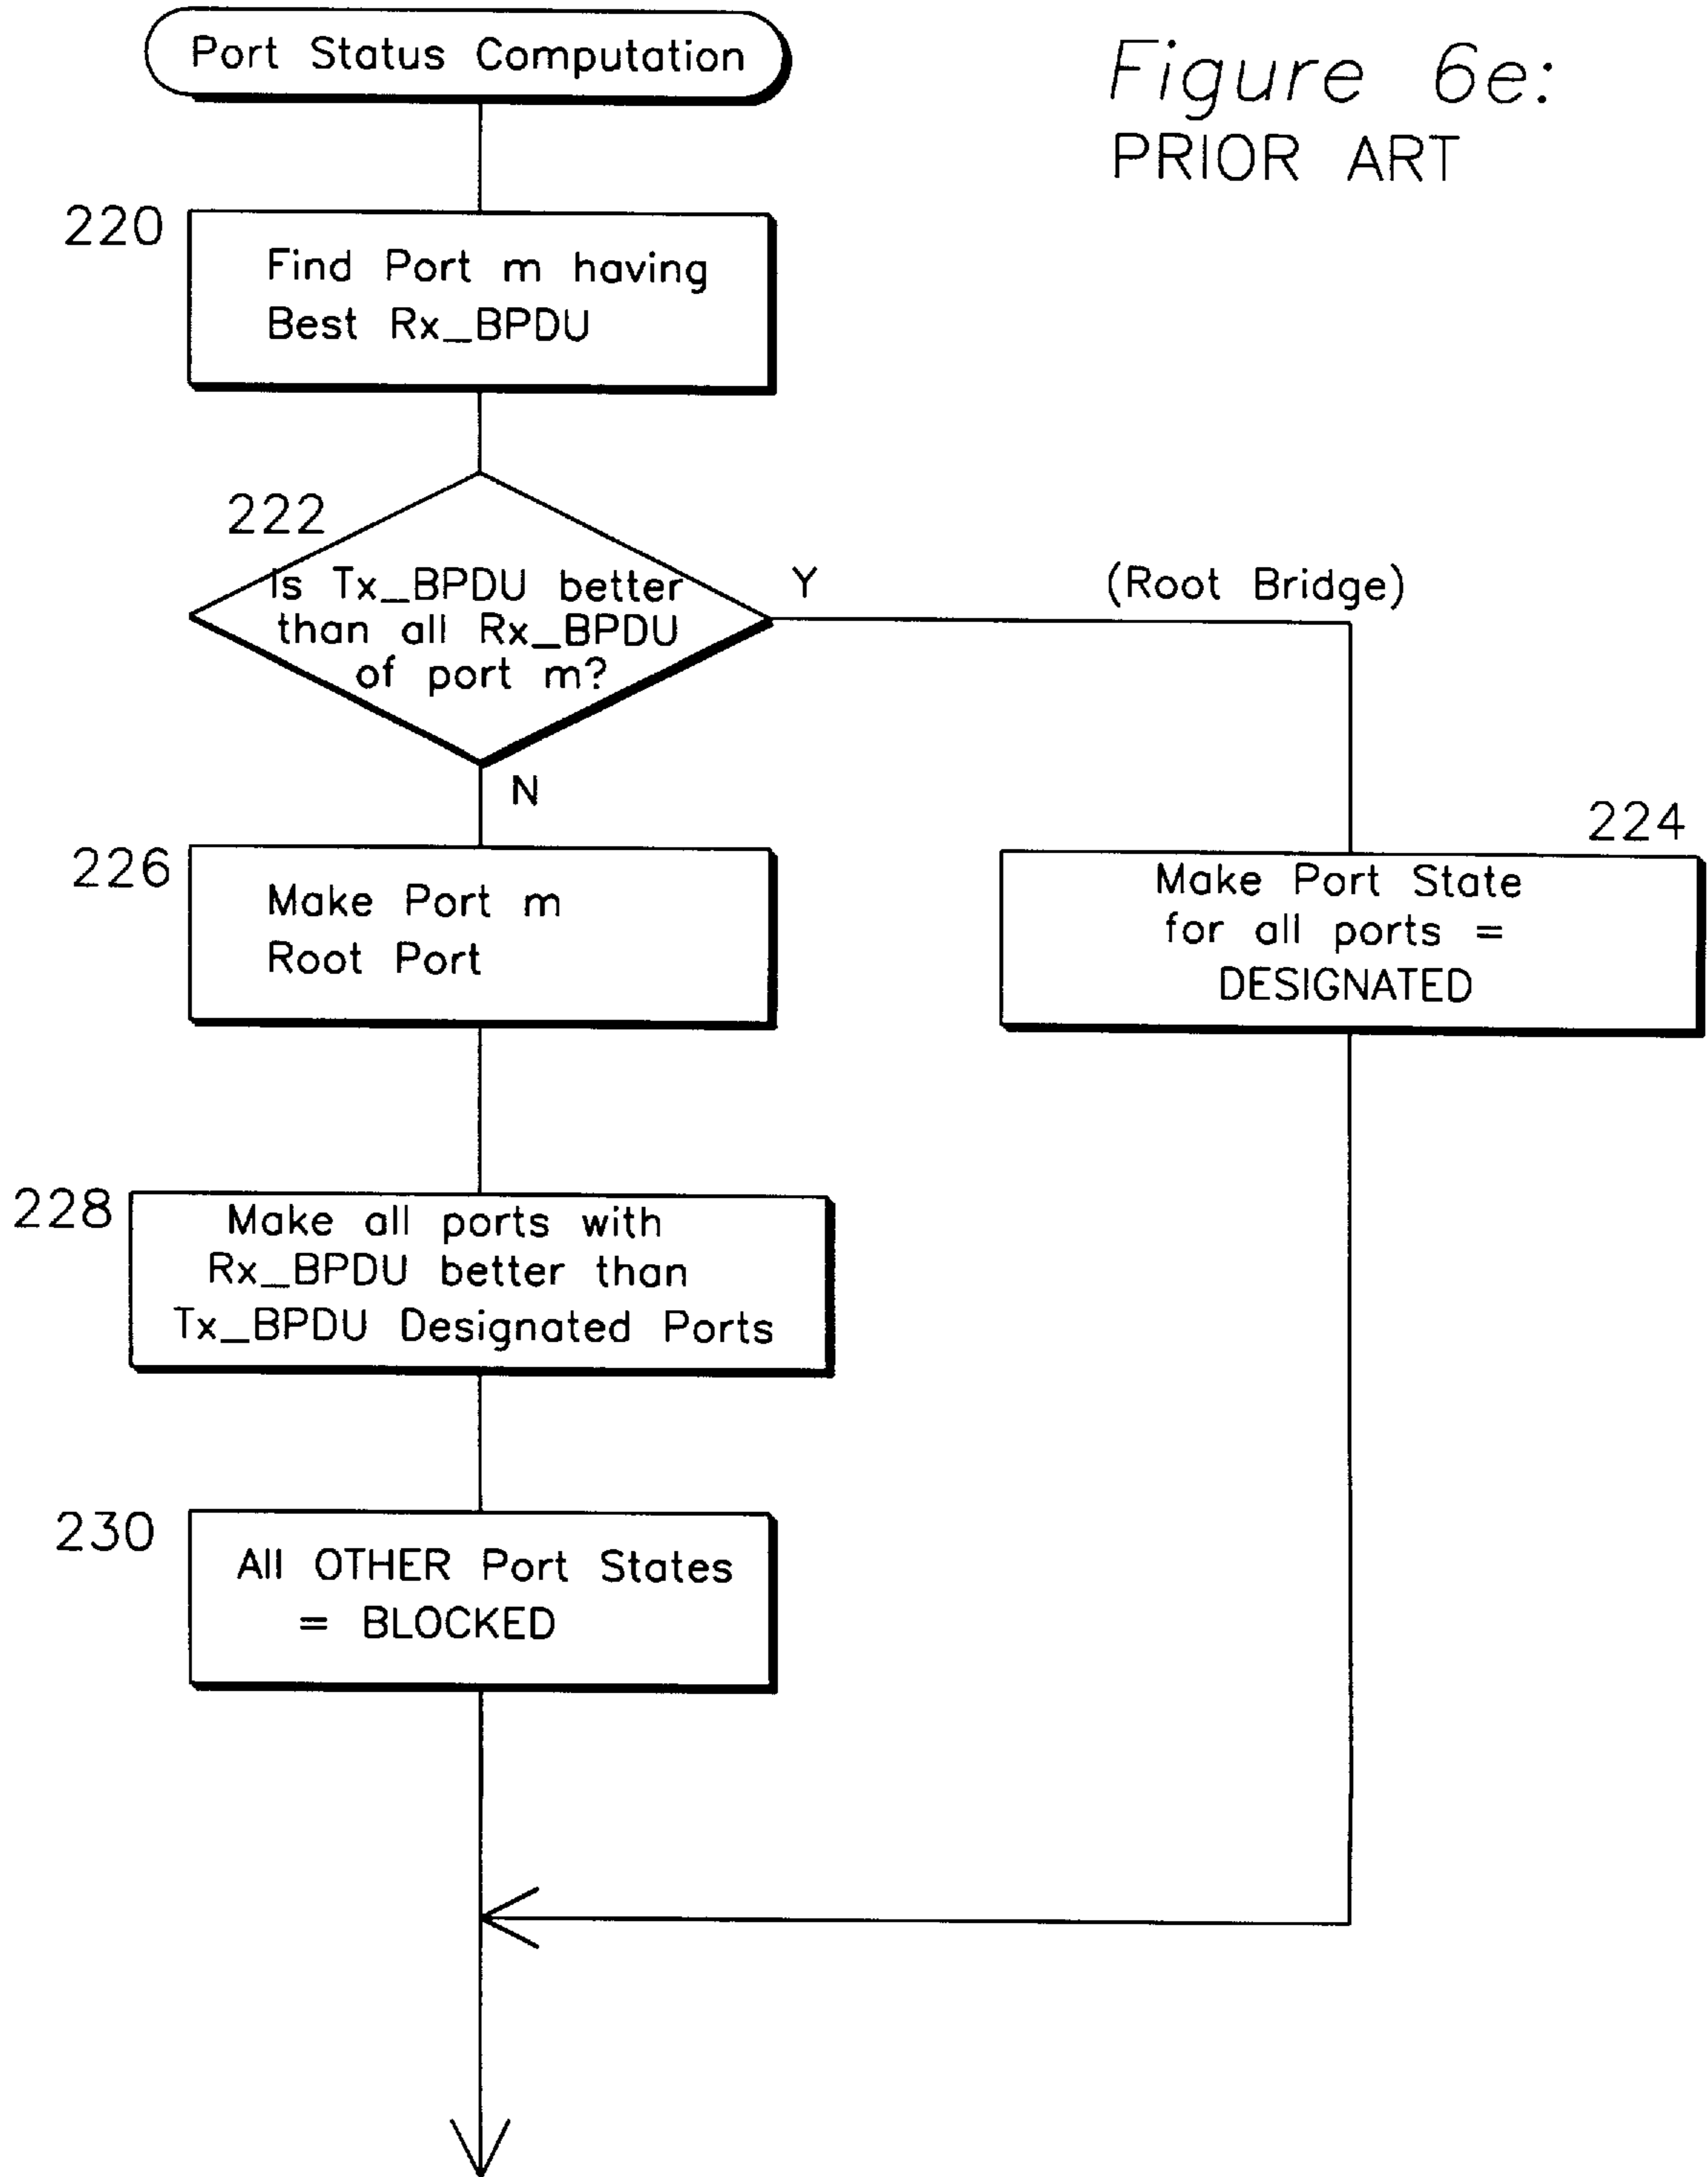 Port Status Computation
Figure 6e:
PRIOR ART
220
Find Port m having
Best Rx_BPDU
222
Is Tx_BPDU better
than all Rx_BPDU
of port m?
Y
(Root Bridge)
N
224
Make Port State
for all ports =
DESIGNATED
226
Make Port m
Root Port
228
Make all ports with
Rx_BPDU better than
Tx_BPDU Designated Ports
230
All OTHER Port States
= BLOCKED